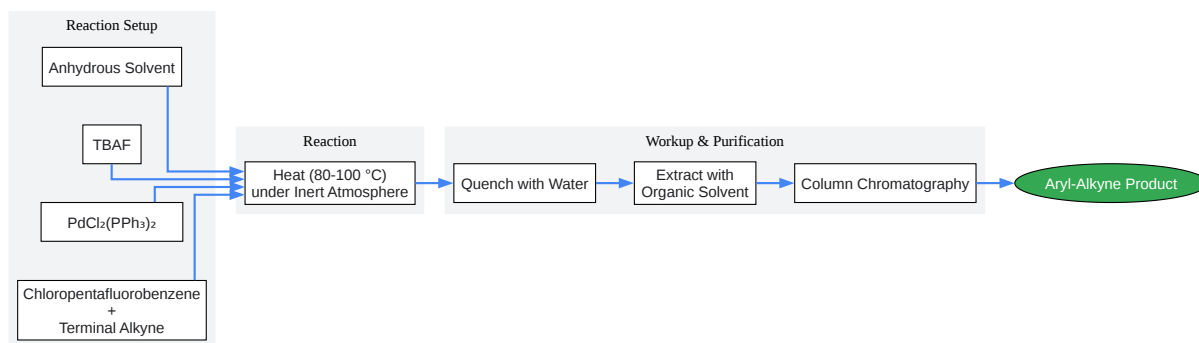 Reaction Setup
Anhydrous Solvent
TBAF
PdCl₂(PPh₃)₂
Chloropentafluorobenzene
+
Terminal Alkyne
Reaction
Heat (80-100 °C)
under Inert Atmosphere
Workup & Purification
Quench with Water
Extract with
Organic Solvent
Column Chromatography
Aryl-Alkyne Product